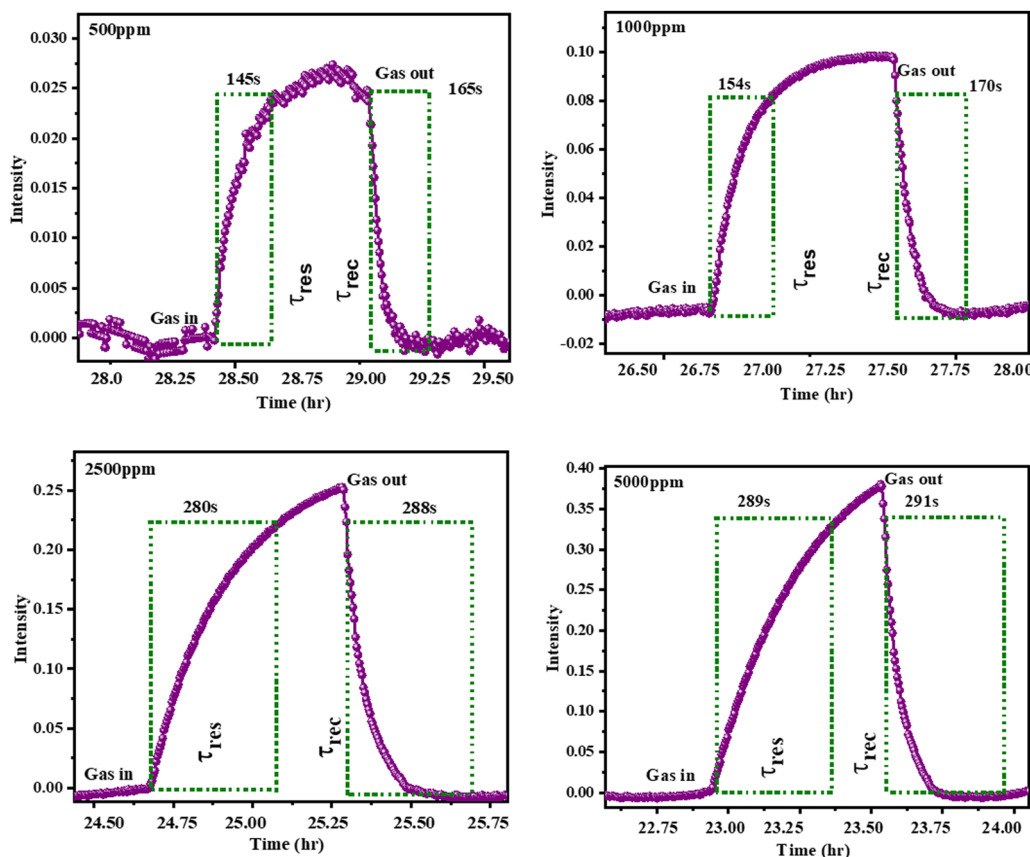 500ppm
0.030
0.025
0.020
0.015
0.010
0.005
0.000
Intensity
145s
Gas out
165s
Gas in
τres
τrec
28.0 28.25 28.50 28.75 29.00 29.25 29.50
Time (hr)
1000ppm
0.10
0.08
0.06
0.04
0.02
0.00
-0.02
Intensity
154s
Gas out
170s
Gas in
τres
τrec
26.50 26.75 27.00 27.25 27.50 27.75 28.00
Time (hr)
2500ppm
0.25
0.20
0.15
0.10
0.05
0.00
Intensity
280s
Gas out
288s
Gas in
τres
τrec
24.50 24.75 25.00 25.25 25.50 25.75
Time (hr)
5000ppm
0.40
0.35
0.30
0.25
0.20
0.15
0.10
0.05
0.00
Intensity
289s
Gas out
291s
Gas in
τres
τrec
22.75 23.00 23.25 23.50 23.75 24.00
Time (hr)